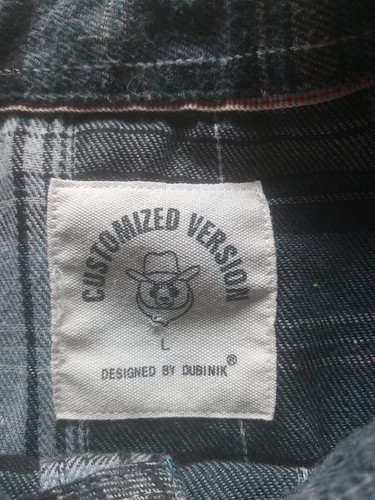 CUSTOMIZED VERSION
L
DESIGNED BY DUBINIK®